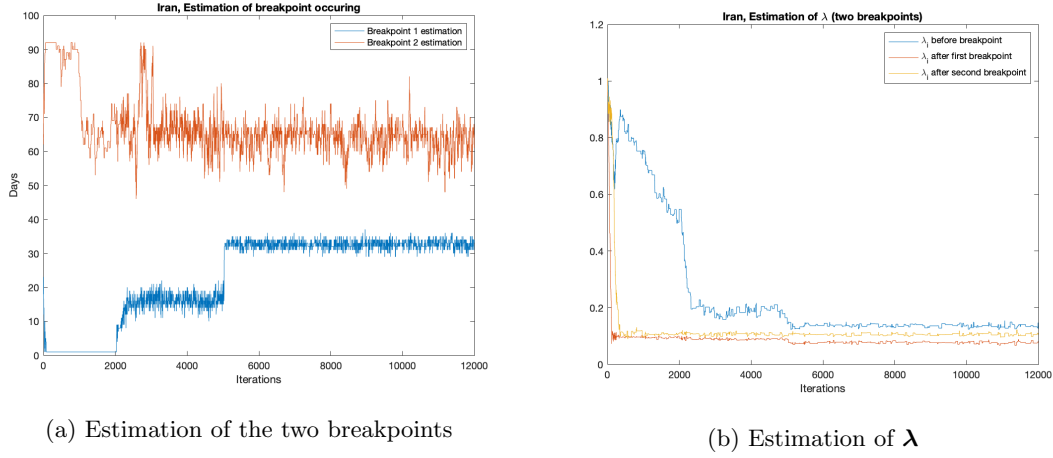 Iran, Estimation of breakpoint occuring
Breakpoint 1 estimation
Breakpoint 2 estimation
100
90
80
70
60
50
40
30
20
10
0
Days
0 2000 4000 6000 8000 10000 12000
Iterations
(a) Estimation of the two breakpoints
Iran, Estimation of λ (two breakpoints)
λi before breakpoint
λi after first breakpoint
λi after second breakpoint
1.2
1
0.8
0.6
0.4
0.2
0
0 2000 4000 6000 8000 10000 12000
Iterations
(b) Estimation of λ